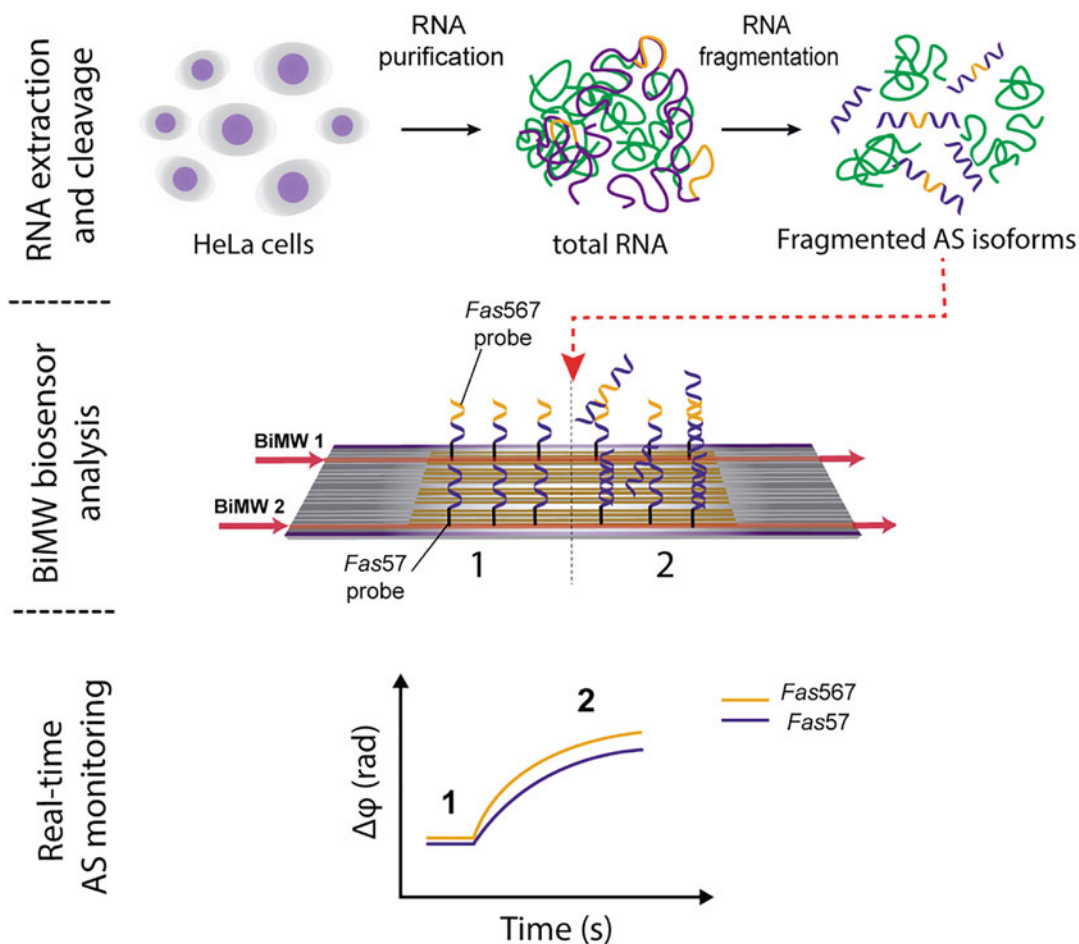 RNA extraction
and cleavage
RNA
purification
RNA
fragmentation
HeLa cells
total RNA
Fragmented AS isoforms
BiMW biosensor
analysis
Fas567
probe
BiMW 1
BiMW 2
Fas57
probe
1
2
Real-time
AS monitoring
Δφ (rad)
1
2
Fas567
Fas57
Time (s)